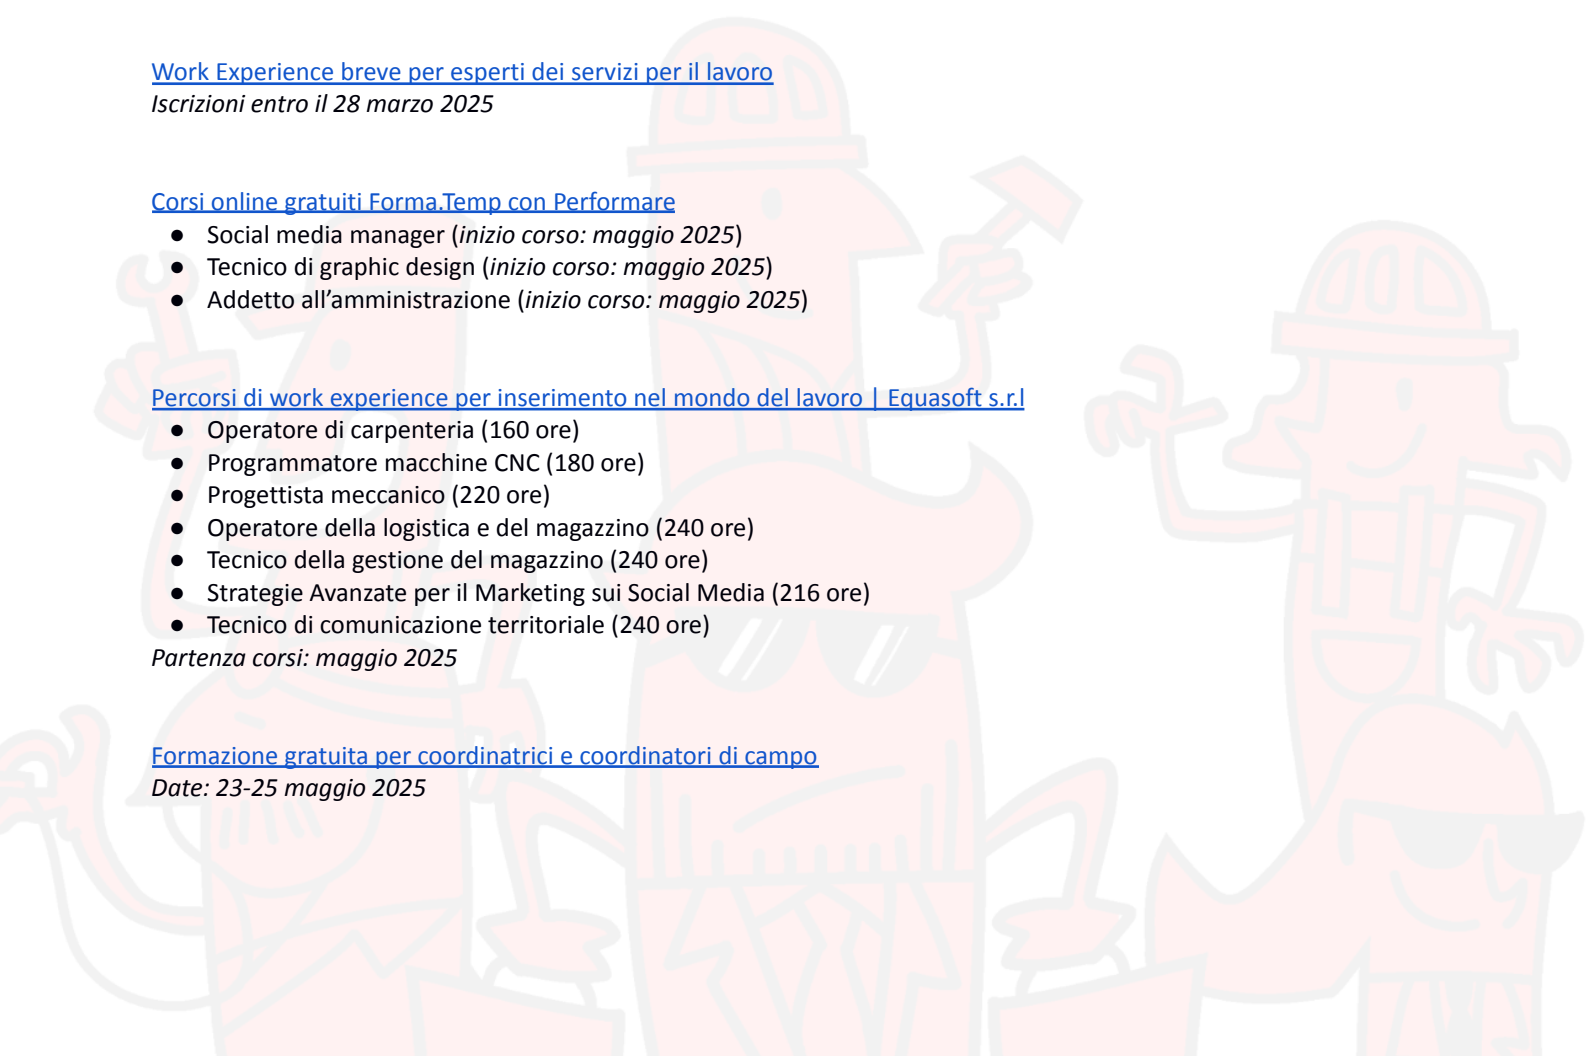 Work Experience breve per esperti dei servizi per il lavoro
Iscrizioni entro il 28 marzo 2025
Corsi online gratuiti Forma.Temp con Performare
● Social media manager (inizio corso: maggio 2025)
● Tecnico di graphic design (inizio corso: maggio 2025)
● Addetto all’amministrazione (inizio corso: maggio 2025)
Percorsi di work experience per inserimento nel mondo del lavoro | Equasoft s.r.l
● Operatore di carpenteria (160 ore)
● Programmatore macchine CNC (180 ore)
● Progettista meccanico (220 ore)
● Operatore della logistica e del magazzino (240 ore)
● Tecnico della gestione del magazzino (240 ore)
● Strategie Avanzate per il Marketing sui Social Media (216 ore)
● Tecnico di comunicazione territoriale (240 ore)
Partenza corsi: maggio 2025
Formazione gratuita per coordinatrici e coordinatori di campo
Date: 23-25 maggio 2025